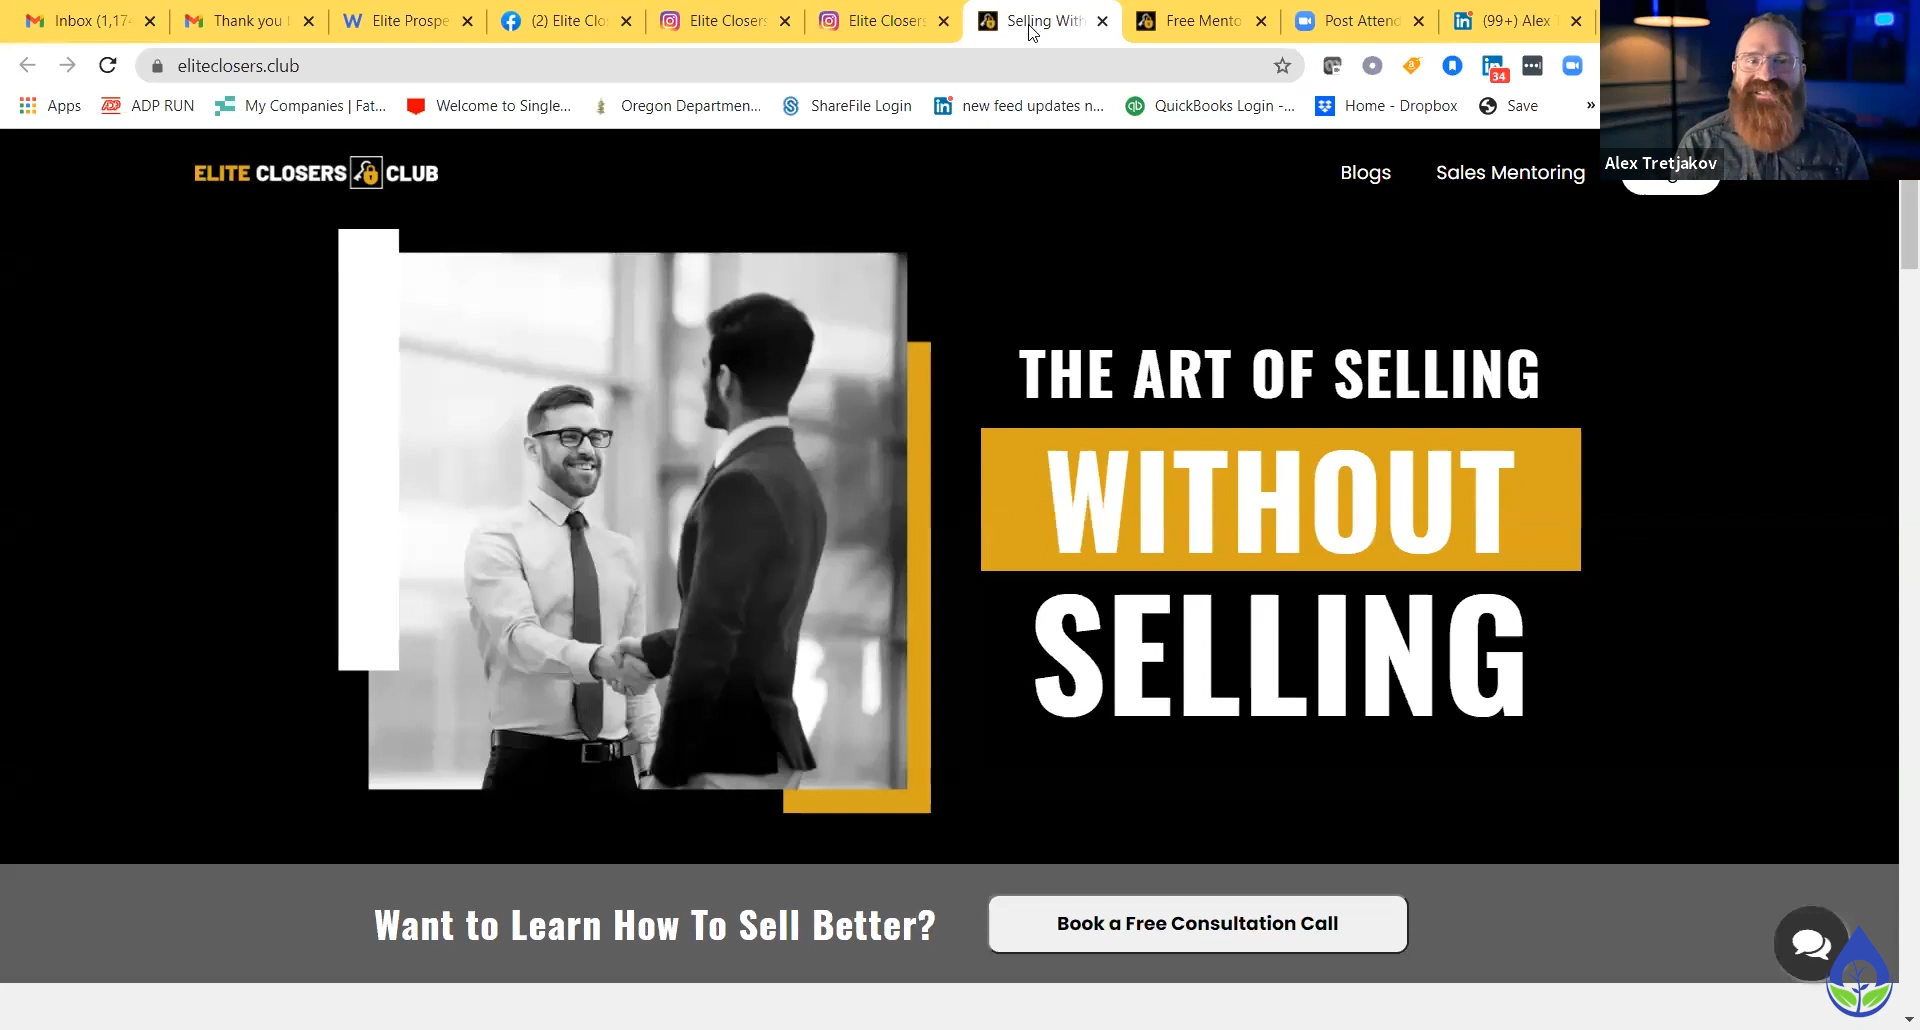 Inbox (1,174
Thank you
Elite Prospe
(2) Elite Clo
Elite Closers
Elite Closers
Selling With
Free Mento
Post Attend
(99+) Alex T
eliteclosers.club
34
Apps
ADP RUN
My Companies | Fat...
Welcome to Single...
Oregon Departmen...
ShareFile Login
new feed updates n...
QuickBooks Login -...
Home - Dropbox
Save
»
Alex Tretjakov
ELITE CLOSERS CLUB
Blogs
Sales Mentoring
THE ART OF SELLING
WITHOUT
SELLING
Want to Learn How To Sell Better?
Book a Free Consultation Call